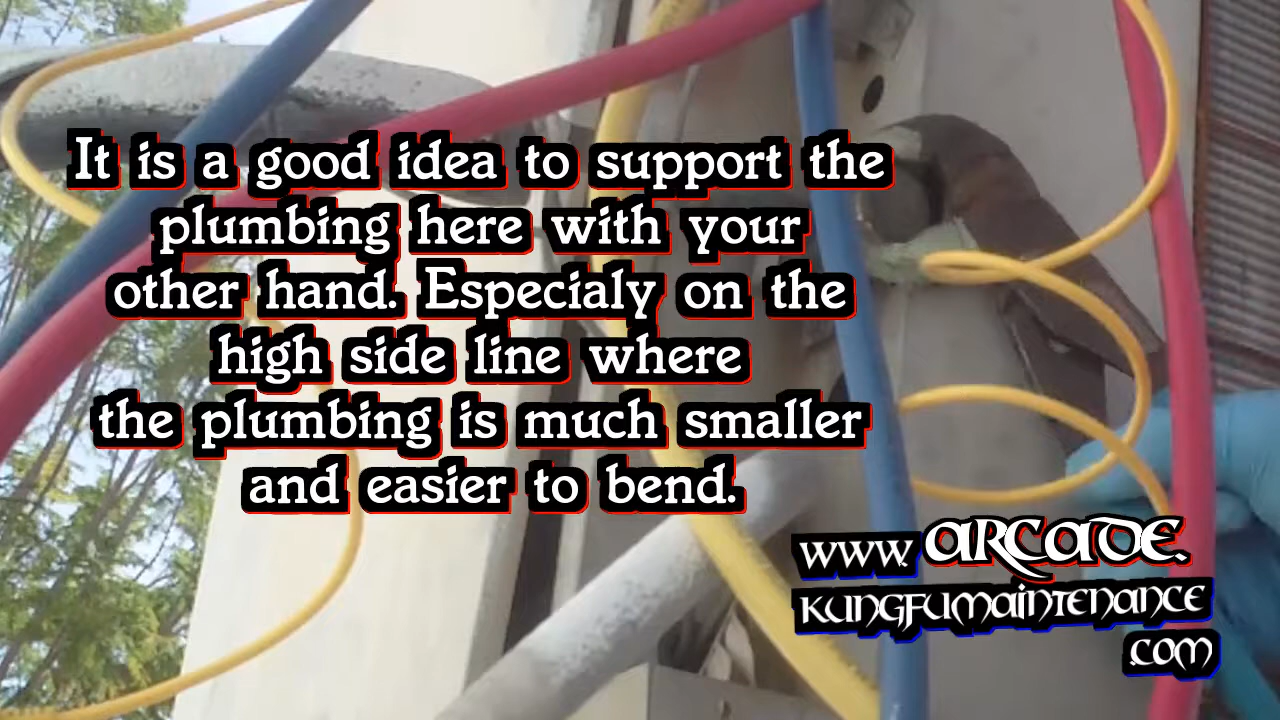 It is a good idea to support the
plumbing here with your
other hand. Especialy on the
high side line where
the plumbing is much smaller
and easier to bend.
www.ARCADE.
KUNGFUMAINTENANCE
.COM